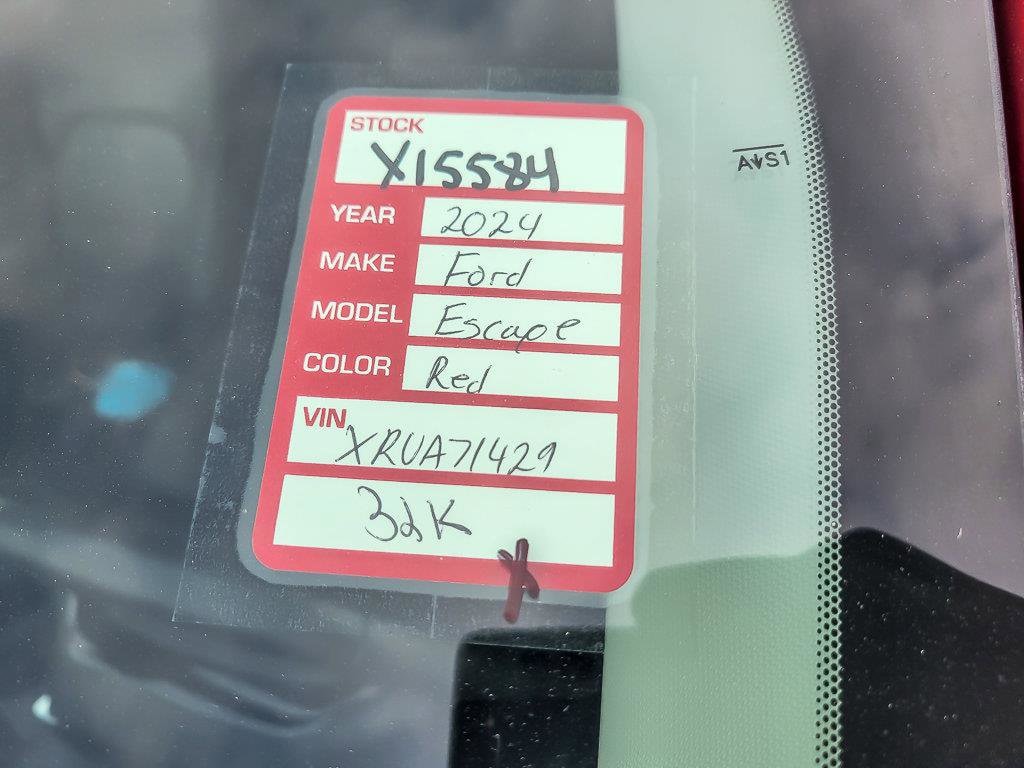 STOCK
X15584
YEAR 2024
MAKE Ford
MODEL Escape
COLOR Red
VIN
XRUA71429
32K
X
AS1